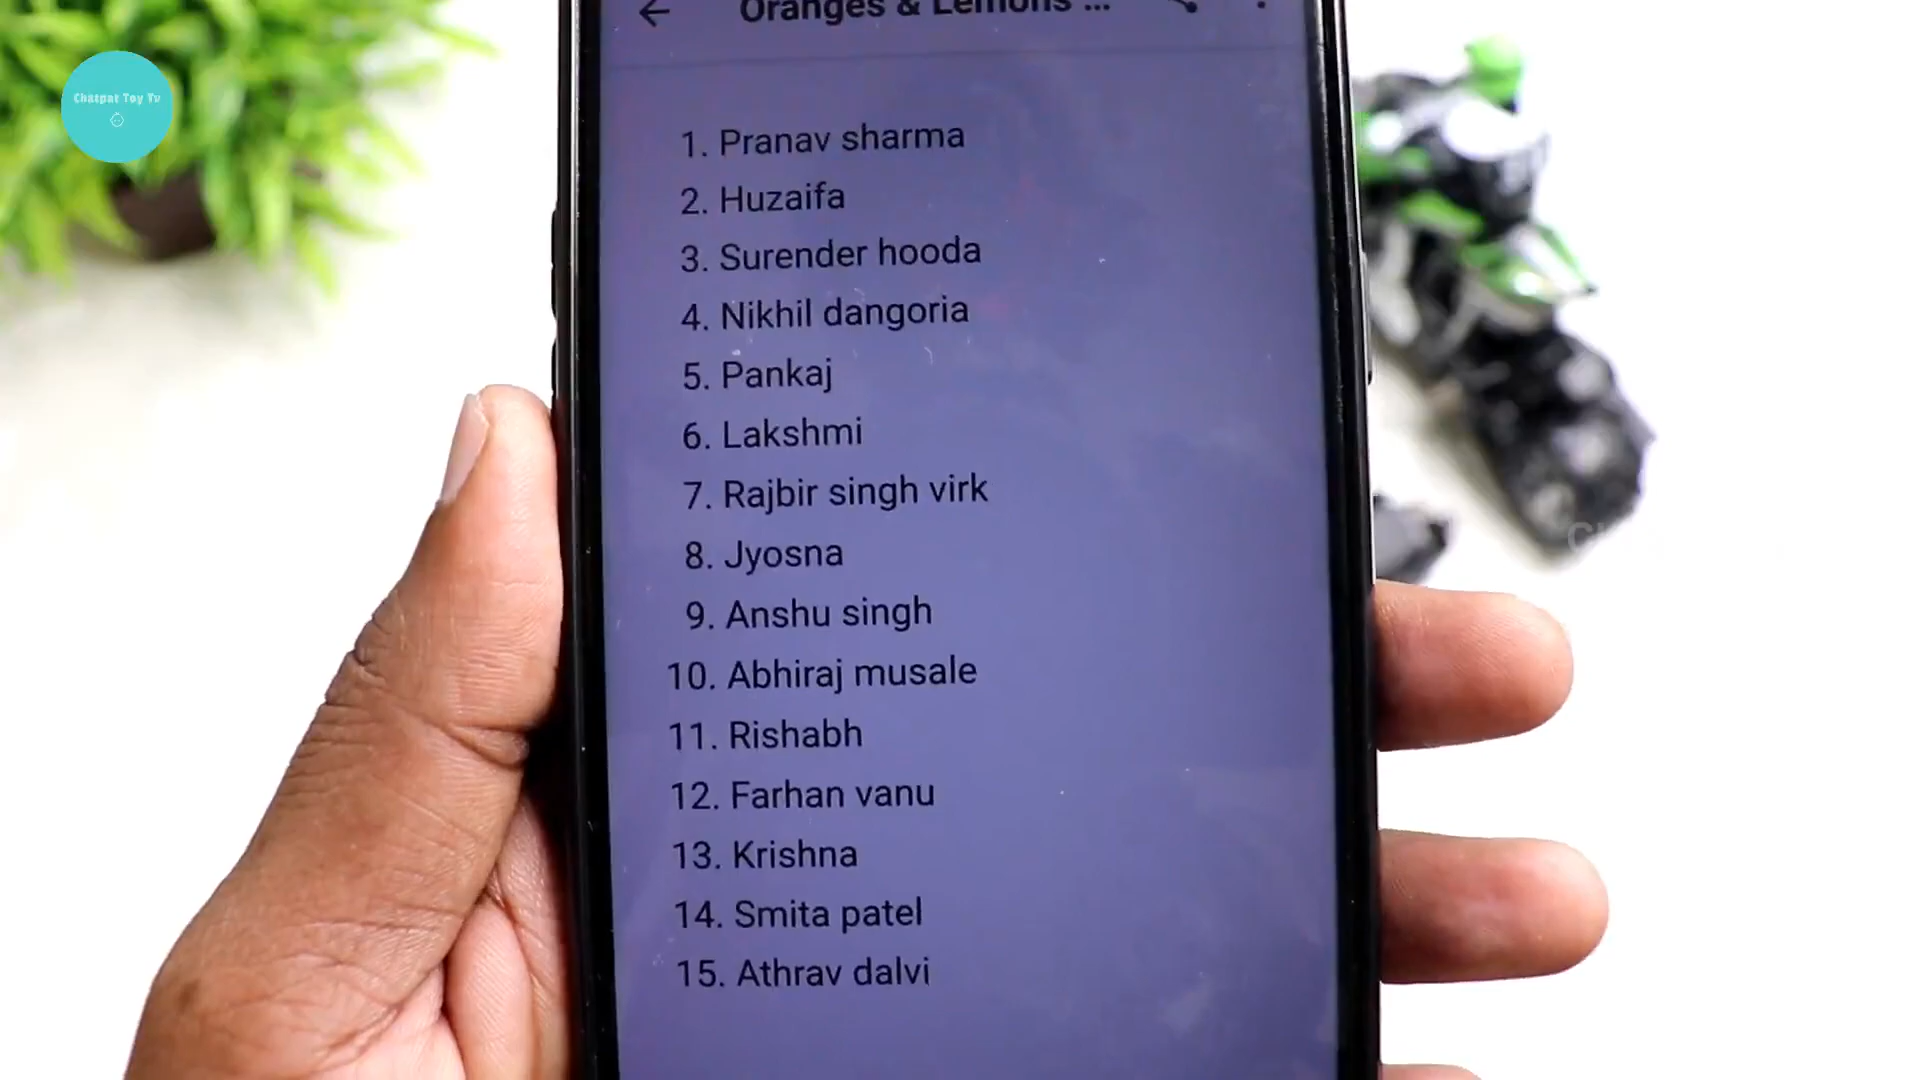 Chatpat Toy Tv
Oranges & Lemons ...
1. Pranav sharma
2. Huzaifa
3. Surender hooda
4. Nikhil dangoria
5. Pankaj
6. Lakshmi
7. Rajbir singh virk
8. Jyosna
9. Anshu singh
10. Abhiraj musale
11. Rishabh
12. Farhan vanu
13. Krishna
14. Smita patel
15. Athrav dalvi